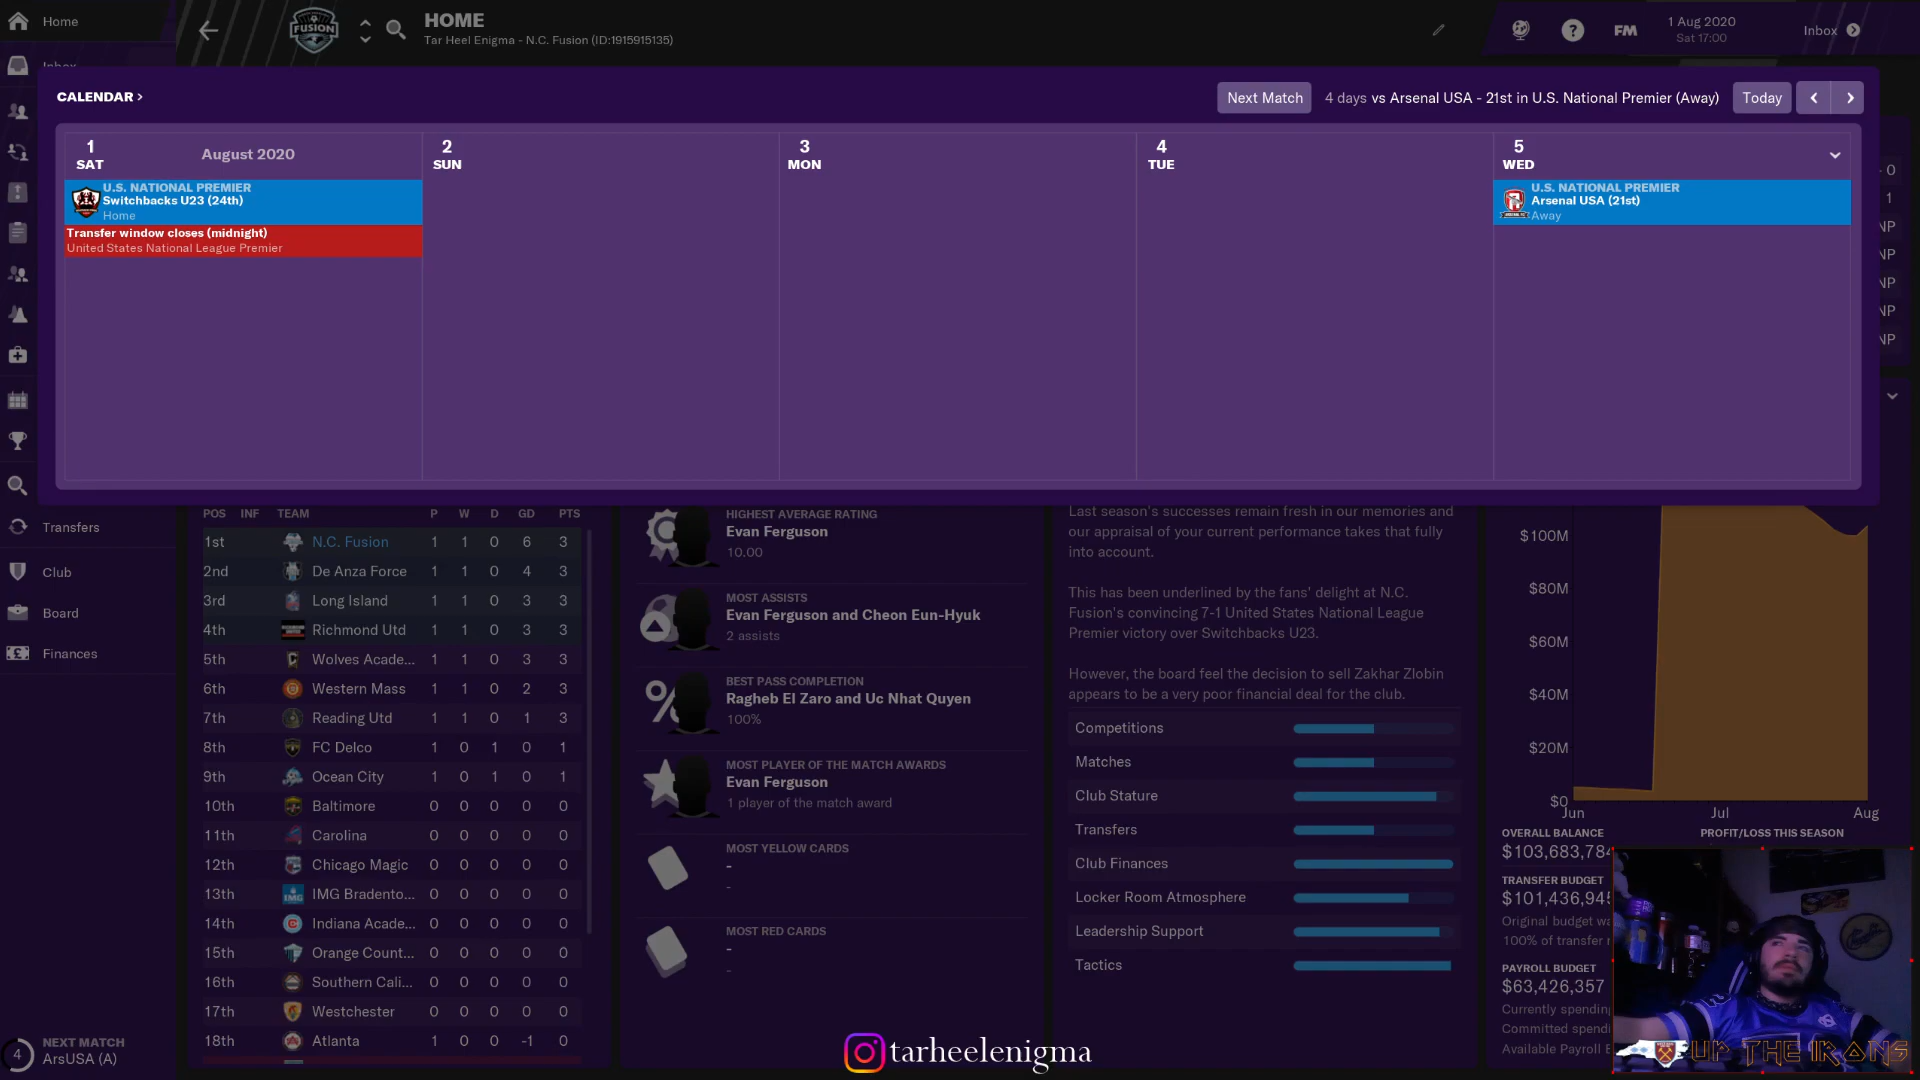 Home
HOME
Tar Heel Enigma - N.C. Fusion (ID:1915915135)
FM
1 Aug 2020
Sat 17:00
Inbox
CALENDAR >
Next Match
4 days vs Arsenal USA - 21st in U.S. National Premier (Away)
Today
1
SAT
August 2020
2
SUN
3
MON
4
TUE
5
WED
U.S. NATIONAL PREMIER
Switchbacks U23 (24th)
Home
Transfer window closes (midnight)
United States National League Premier
U.S. NATIONAL PREMIER
Arsenal USA (21st)
Away
Transfers
Club
Board
Finances
NEXT MATCH
4
ArsUSA (A)
POS INF TEAM P W D GD PTS
1st N.C. Fusion 1 1 0 6 3
2nd De Anza Force 1 1 0 4 3
3rd Long Island 1 1 0 3 3
4th Richmond Utd 1 1 0 3 3
5th Wolves Acade... 1 1 0 3 3
6th Western Mass 1 1 0 2 3
7th Reading Utd 1 1 0 1 3
8th FC Delco 1 0 1 0 1
9th Ocean City 1 0 1 0 1
10th Baltimore 0 0 0 0 0
11th Carolina 0 0 0 0 0
12th Chicago Magic 0 0 0 0 0
13th IMG Bradento... 0 0 0 0 0
14th Indiana Acade... 0 0 0 0 0
15th Orange Count... 0 0 0 0 0
16th Southern Cali... 0 0 0 0 0
17th Westchester 0 0 0 0 0
18th Atlanta 1 0 0 -1 0
HIGHEST AVERAGE RATING
Evan Ferguson
10.00
MOST ASSISTS
Evan Ferguson and Cheon Eun-Hyuk
2 assists
BEST PASS COMPLETION
Ragheb El Zaro and Uc Nhat Quyen
100%
MOST PLAYER OF THE MATCH AWARDS
Evan Ferguson
1 player of the match award
MOST YELLOW CARDS
-
-
MOST RED CARDS
-
-
Last season's successes remain fresh in our memories and
our appraisal of your current performance takes that fully
into account.
This has been underlined by the fans' delight at N.C.
Fusion's convincing 7-1 United States National League
Premier victory over Switchbacks U23.
However, the board feel the decision to sell Zakhar Zlobin
appears to be a very poor financial deal for the club.
Competitions
Matches
Club Stature
Transfers
Club Finances
Locker Room Atmosphere
Leadership Support
Tactics
$100M
$80M
$60M
$40M
$20M
$0
Jun Jul Aug
OVERALL BALANCE
$103,683,784
PROFIT/LOSS THIS SEASON
TRANSFER BUDGET
$101,436,945
Original budget wa
100% of transfer r
PAYROLL BUDGET
$63,426,357
Currently spending
Committed spendi
Available Payroll B
tarheelenigma
UP THE IRONS